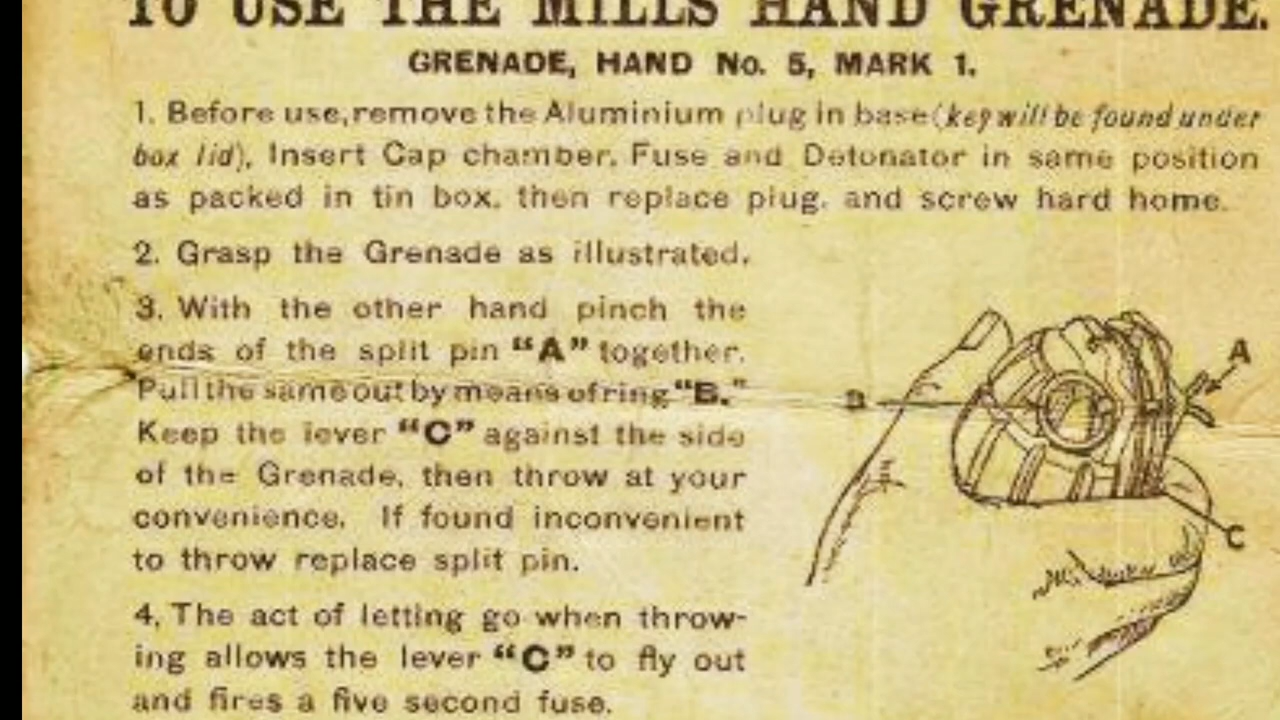 TO USE THE MILLS HAND GRENADE.
GRENADE, HAND No. 5, MARK 1.
1. Before use, remove the Aluminium plug in base (key will be found under
box lid), Insert Cap chamber, Fuse and Detonator in same position
as packed in tin box, then replace plug, and screw hard home.
2. Grasp the Grenade as illustrated.
3. With the other hand pinch the
ends of the split pin "A" together.
Pull the same out by means of ring "B."
Keep the lever "C" against the side
of the Grenade, then throw at your
convenience. If found inconvenient
to throw replace split pin.
4. The act of letting go when throw-
ing allows the lever "C" to fly out
and fires a five second fuse.
A
B
C